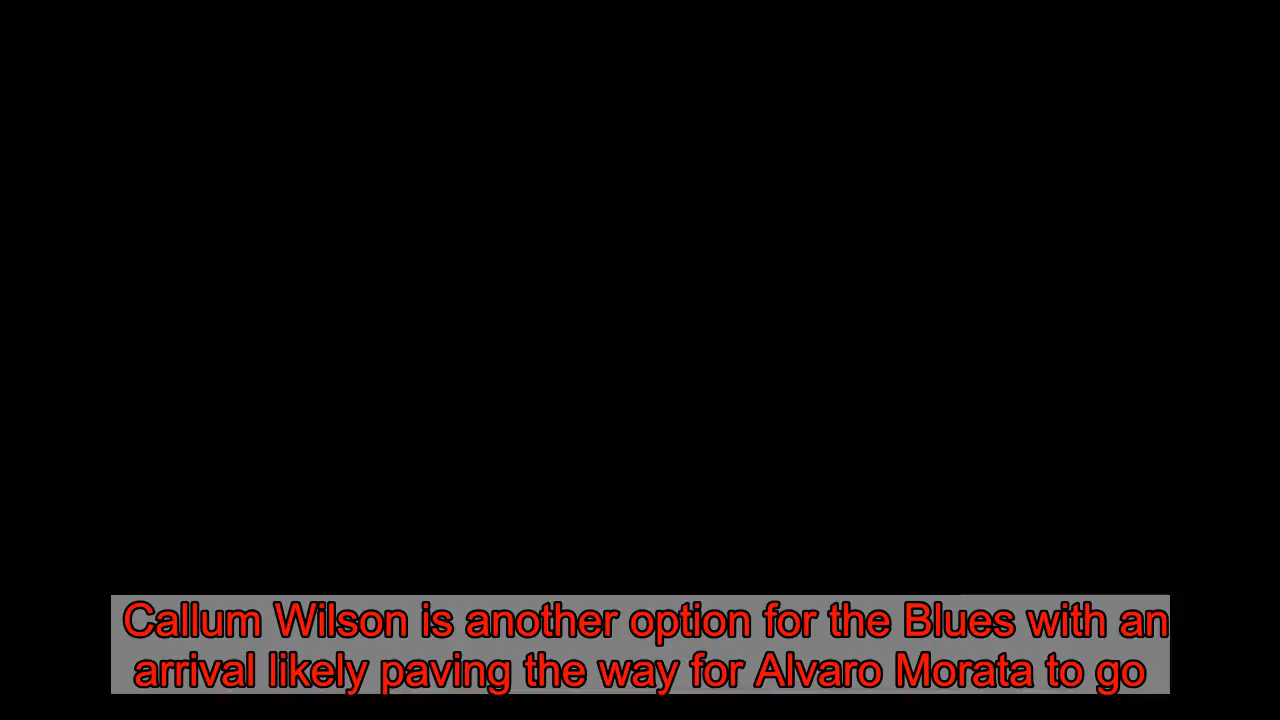 Callum Wilson is another option for the Blues with an
arrival likely paving the way for Alvaro Morata to go